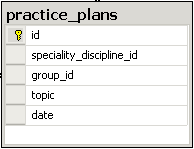 practice_plans
id
speciality_discipline_id
group_id
topic
date